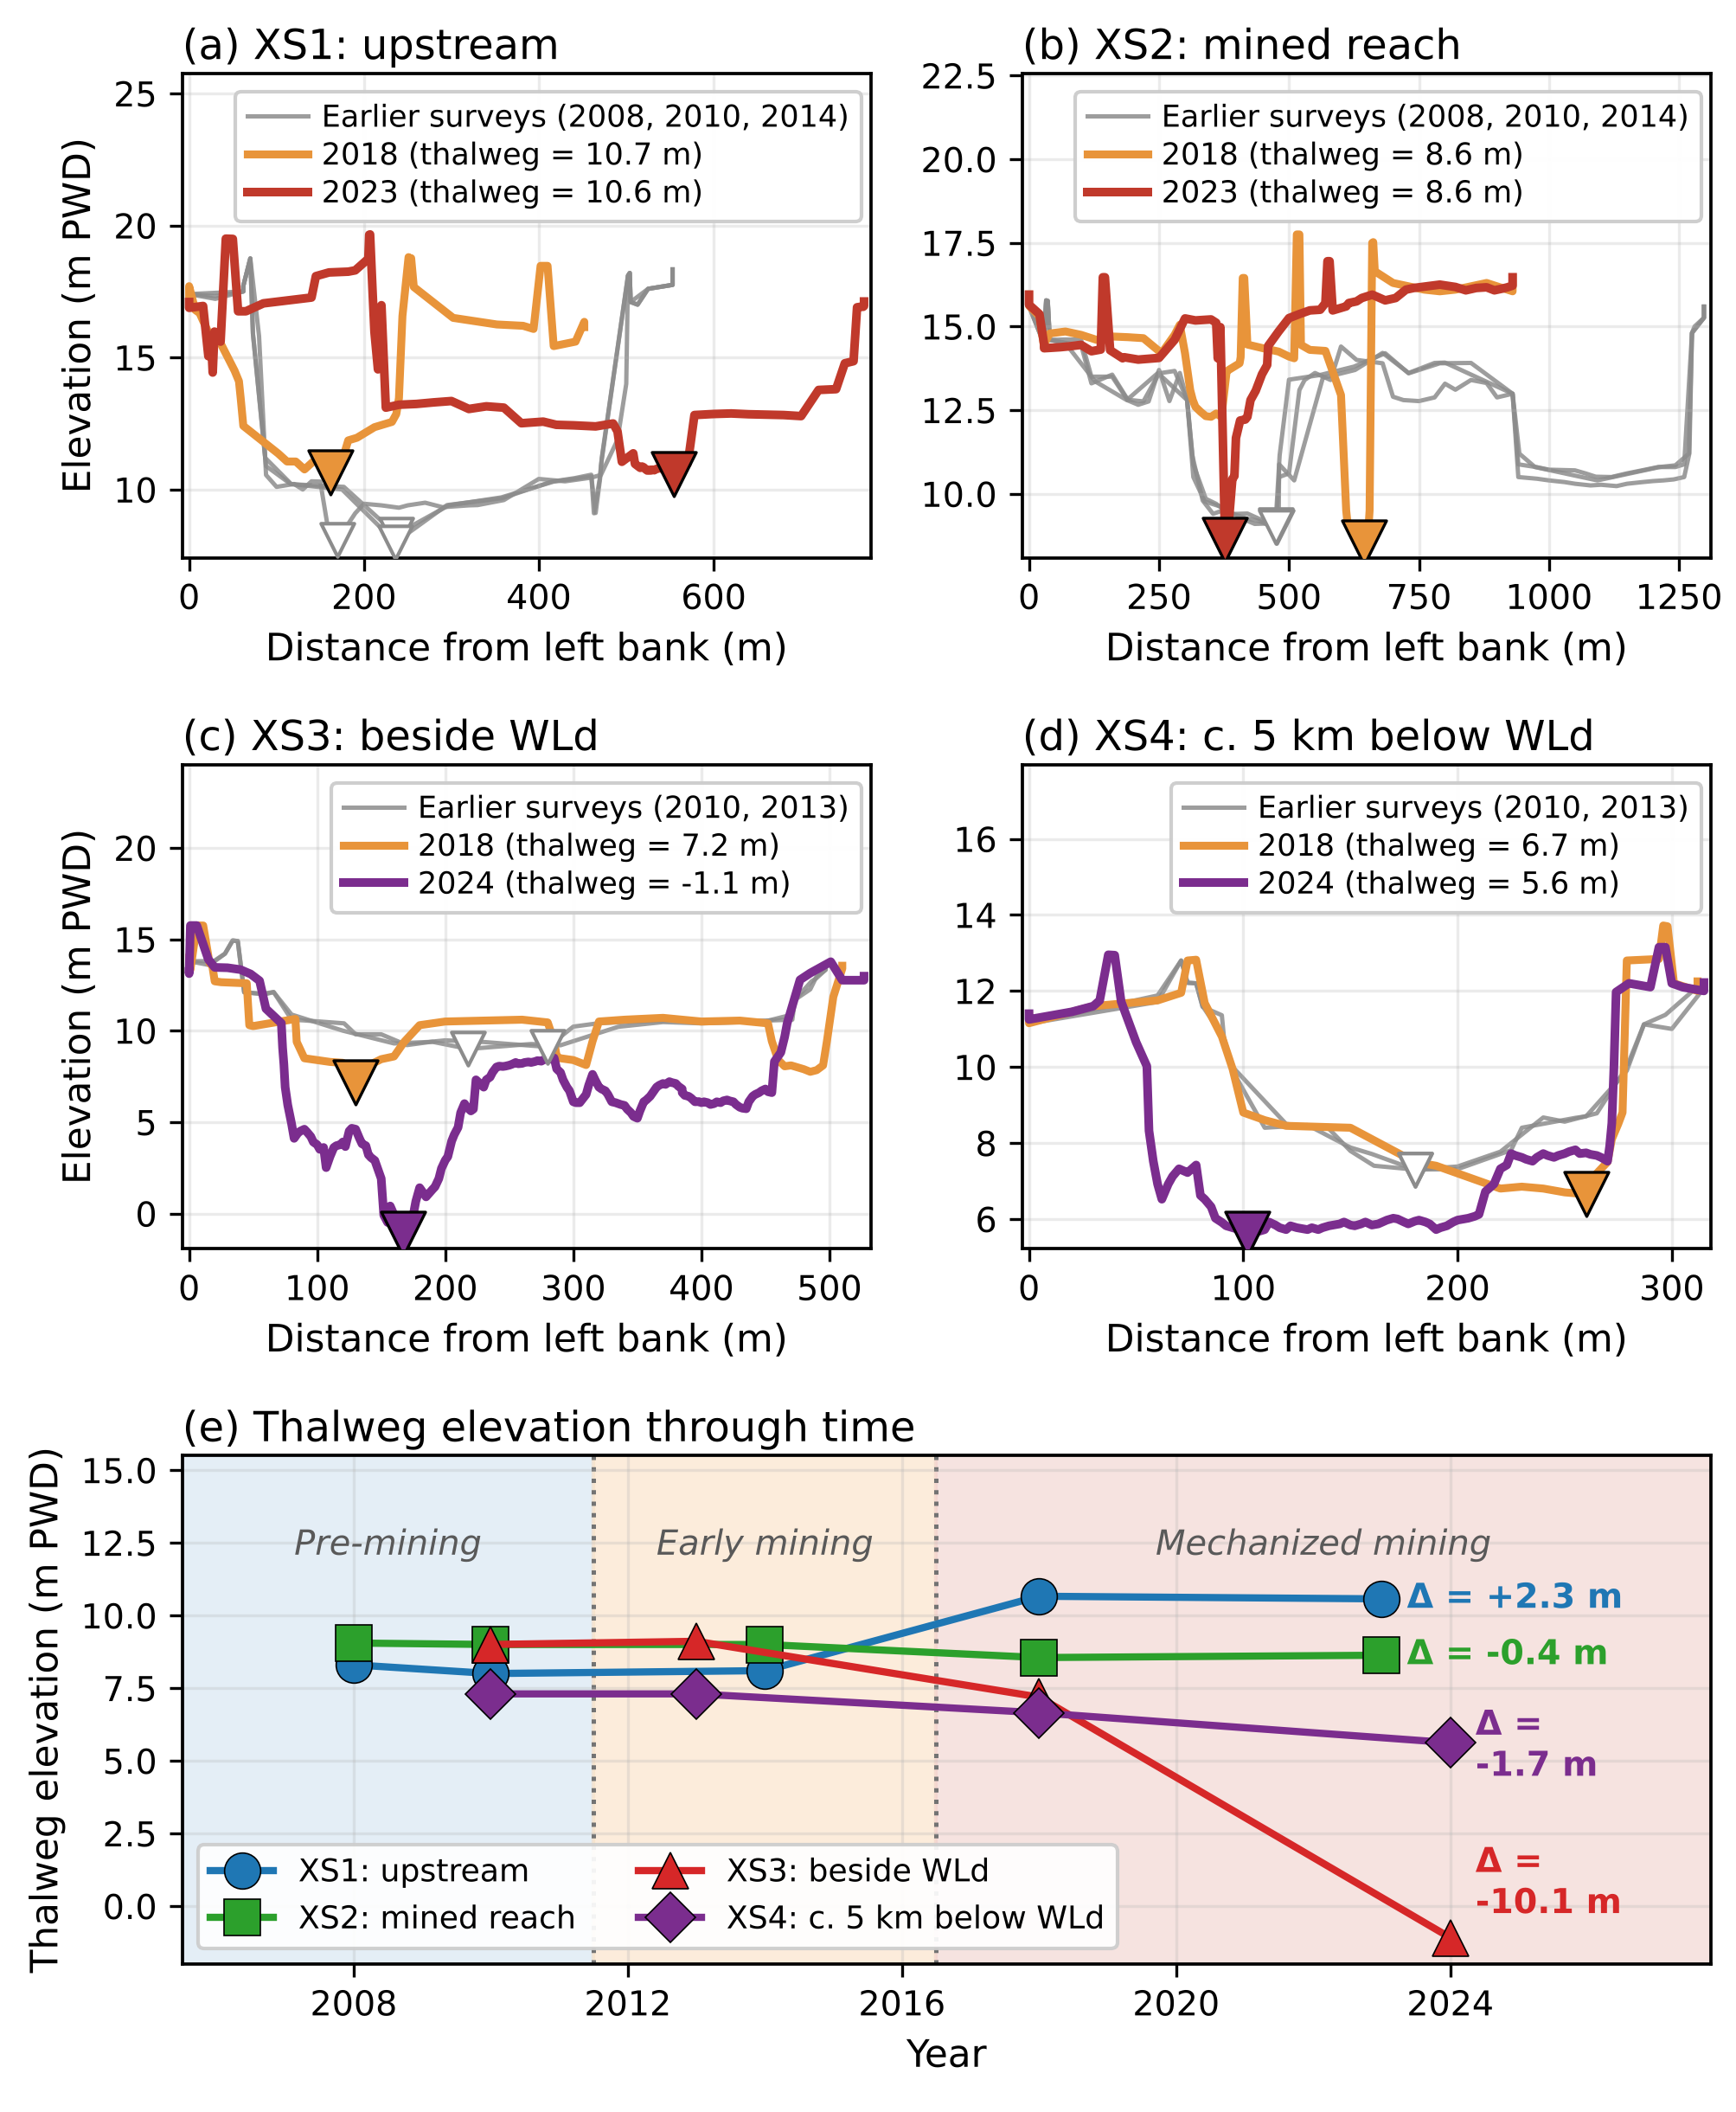 (a) XS1: upstream
Elevation (m PWD)
25
20
15
10
Earlier surveys (2008, 2010, 2014)
2018 (thalweg = 10.7 m)
2023 (thalweg = 10.6 m)
0
200
400
600
Distance from left bank (m)
(b) XS2: mined reach
22.5
20.0
17.5
15.0
12.5
10.0
Earlier surveys (2008, 2010, 2014)
2018 (thalweg = 8.6 m)
2023 (thalweg = 8.6 m)
0
250
500
750
1000
1250
Distance from left bank (m)
(c) XS3: beside WLd
Elevation (m PWD)
20
15
10
5
0
Earlier surveys (2010, 2013)
2018 (thalweg = 7.2 m)
2024 (thalweg = -1.1 m)
0
100
200
300
400
500
Distance from left bank (m)
(d) XS4: c. 5 km below WLd
16
14
12
10
8
6
Earlier surveys (2010, 2013)
2018 (thalweg = 6.7 m)
2024 (thalweg = 5.6 m)
0
100
200
300
Distance from left bank (m)
(e) Thalweg elevation through time
Thalweg elevation (m PWD)
15.0
12.5
10.0
7.5
5.0
2.5
0.0
Pre-mining
Early mining
Mechanized mining
Δ = +2.3 m
Δ = -0.4 m
Δ =
-1.7 m
Δ =
-10.1 m
XS1: upstream
XS2: mined reach
XS3: beside WLd
XS4: c. 5 km below WLd
2008
2012
2016
2020
2024
Year